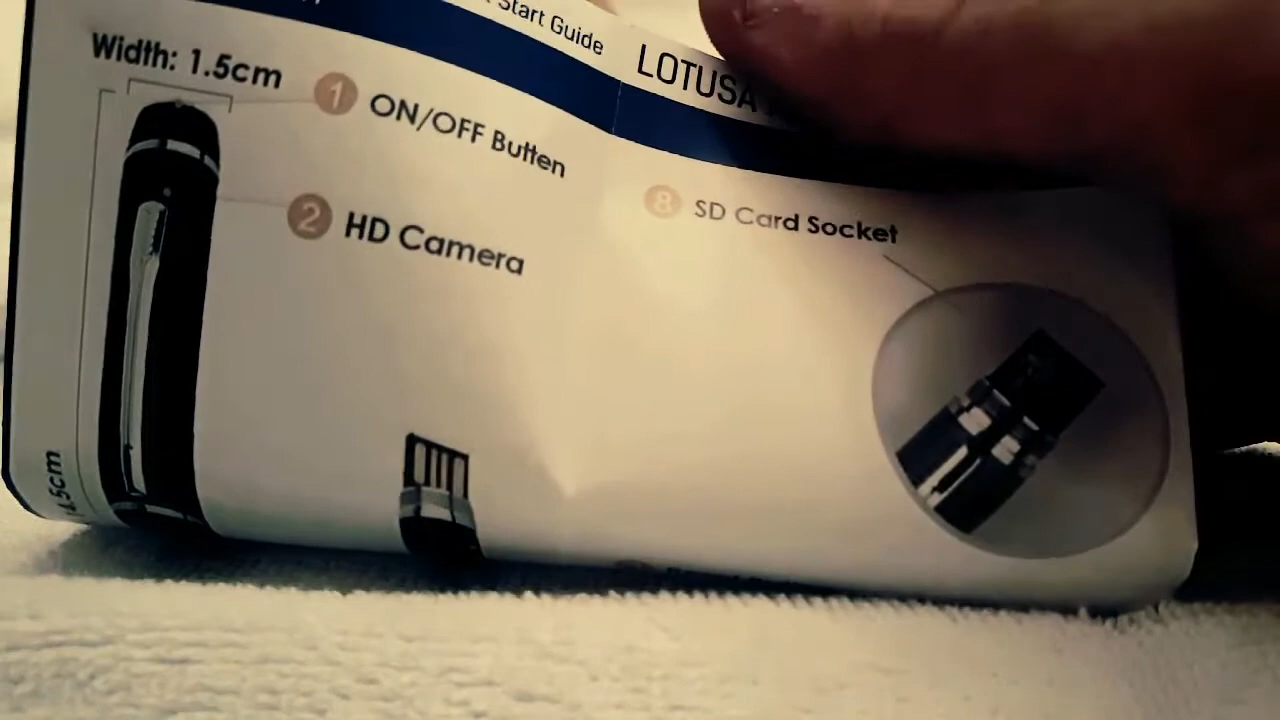 Start Guide
LOTUSA
Width: 1.5cm
1 ON/OFF Butten
2 HD Camera
8 SD Card Socket